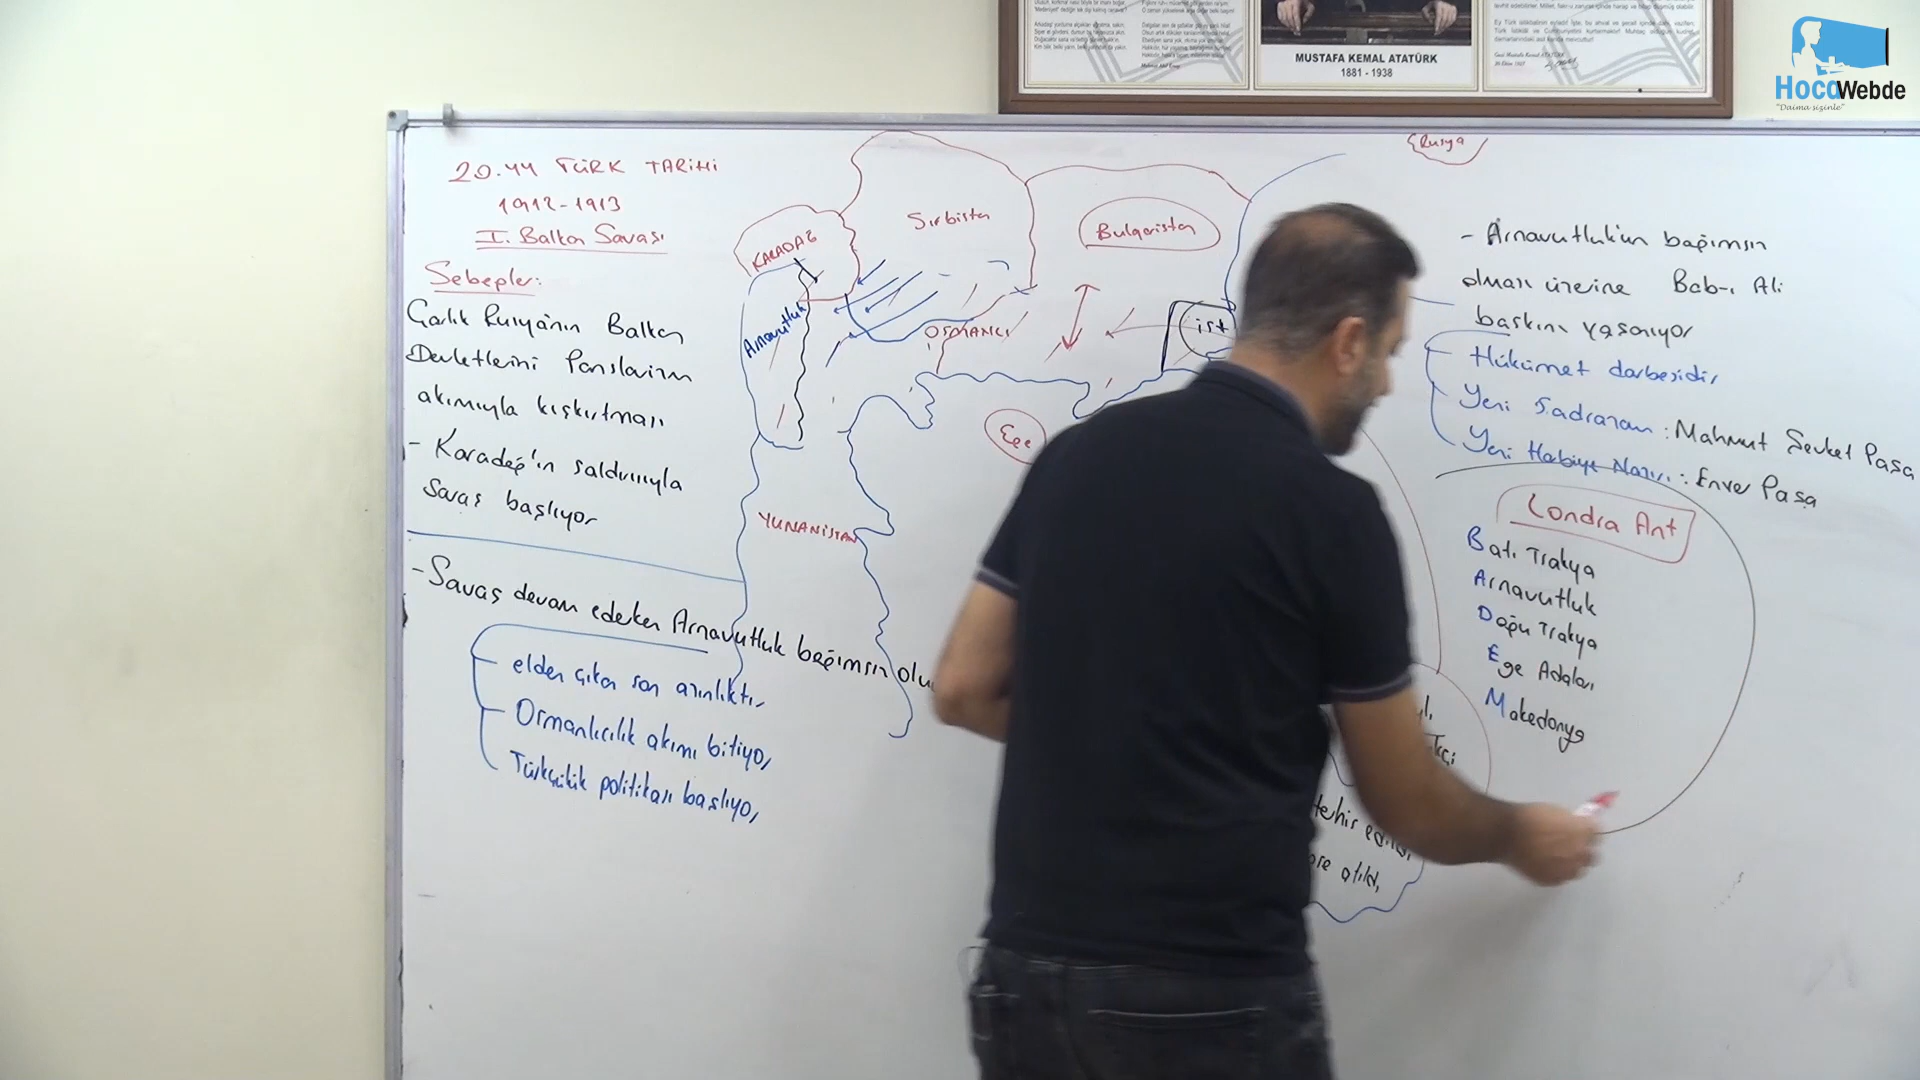 MUSTAFA KEMAL ATATÜRK
1881 - 1938
HocaWebde
"Daima sizinle"
20. YY TÜRK TARİHİ
1912-1913
I. Balkan Savaşı
Sebepler:
Çarlık Rusya'nın Balkan
Devletlerini Panslavizm
akımıyla kışkırtması
- Karadağ'ın saldırısıyla
Savaş başlıyor
- Savaş devam ederken Arnavutluk bağımsız
elden çıkan son azınlıktır
Osmanlıcılık akımı bitiyor
Türkçülük politikası başlıyor
KARADAĞ
Sırbistan
Bulgaristan
Rusya
Arnavutluk
OSMANLI
ist
Ege
YUNANİSTAN
- Arnavutluk'un bağımsız
olması üzerine Bab-ı Ali
baskını yaşanıyor
Hükümet darbesidir
Yeni Sadrazam : Mahmut Şevket Paşa
Yeni Harbiye Nazırı : Enver Paşa
Londra Ant
Batı Trakya
Arnavutluk
Doğu Trakya
Ege Adaları
Makedonya